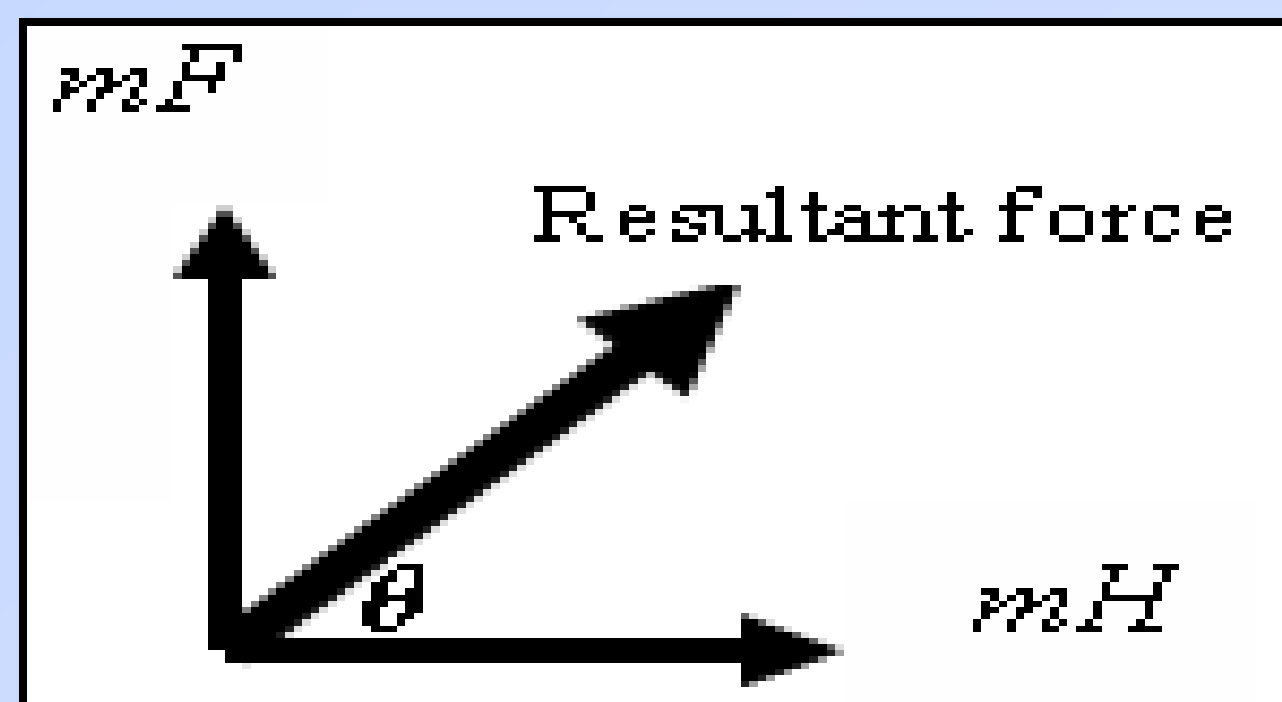 mF
Resultant force
θ
mH